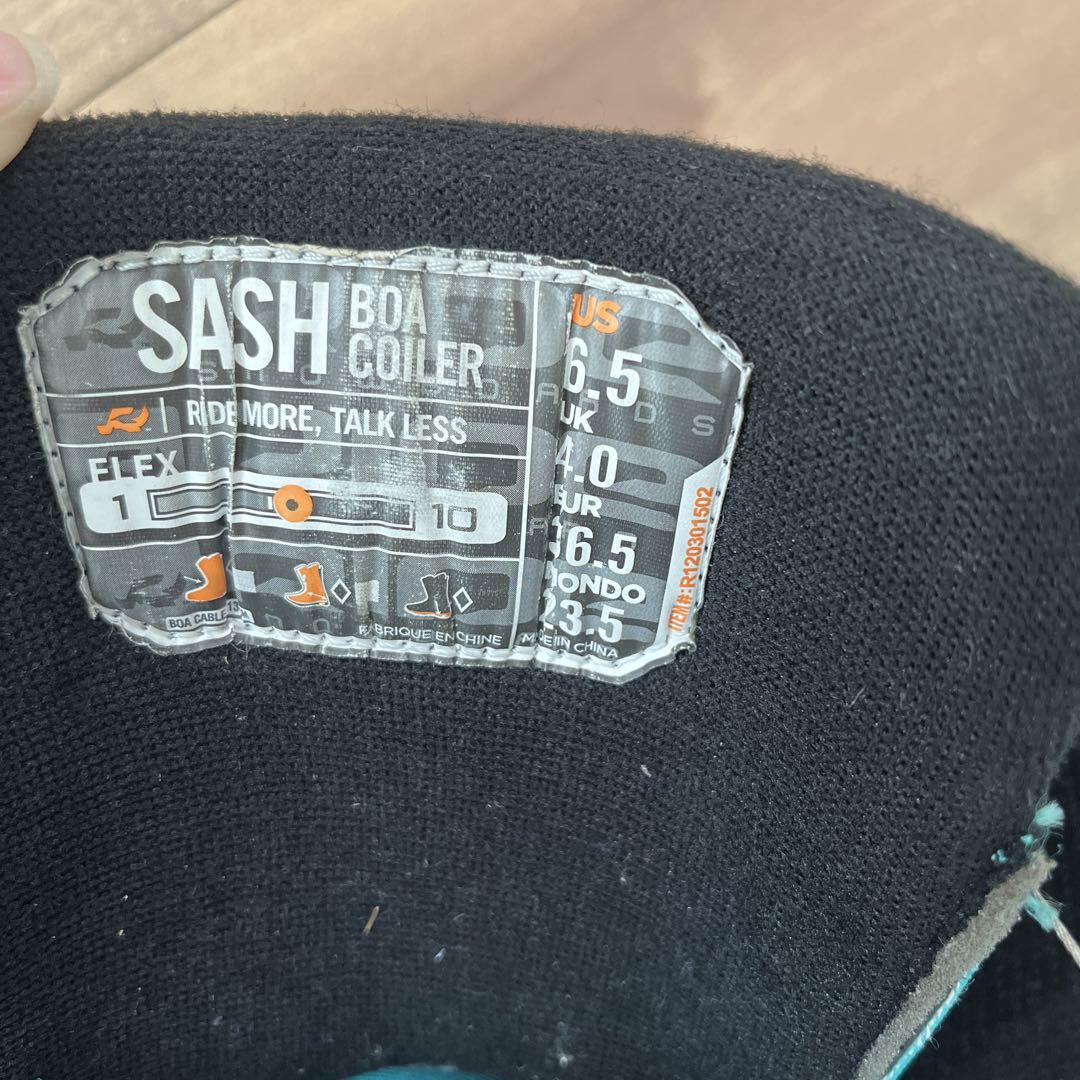 SASH BOA
COILER
RIDE MORE, TALK LESS
FLEX
1 10
BOA CABLE
FABRIQUE EN CHINE
US
6.5
UK
4.0
EUR
36.5
MONDO
23.5
MADE IN CHINA
ITEM#:R120301502